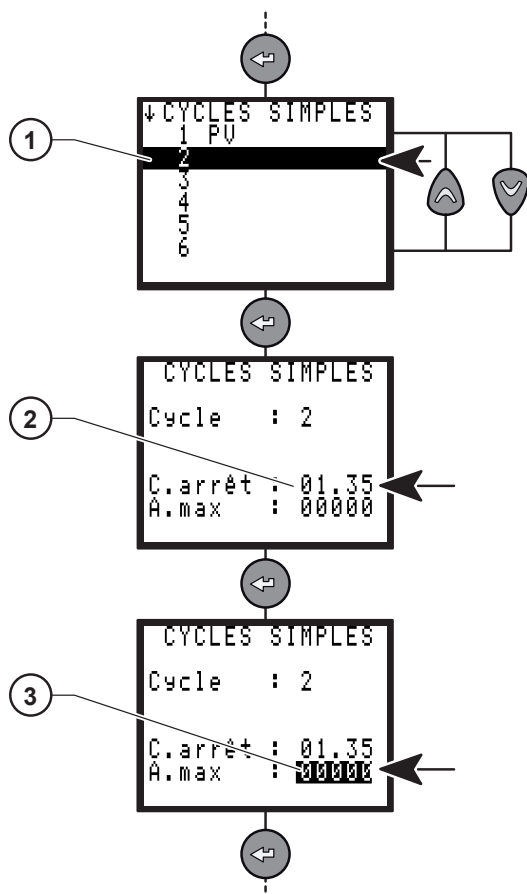 ↓CYCLES SIMPLES
1 PV
1
2
3
4
5
6
CYCLES SIMPLES
Cycle : 2
2
C.arrêt : 01.35
A.max : 00000
CYCLES SIMPLES
Cycle : 2
3
C.arrêt : 01.35
A.max : 00000